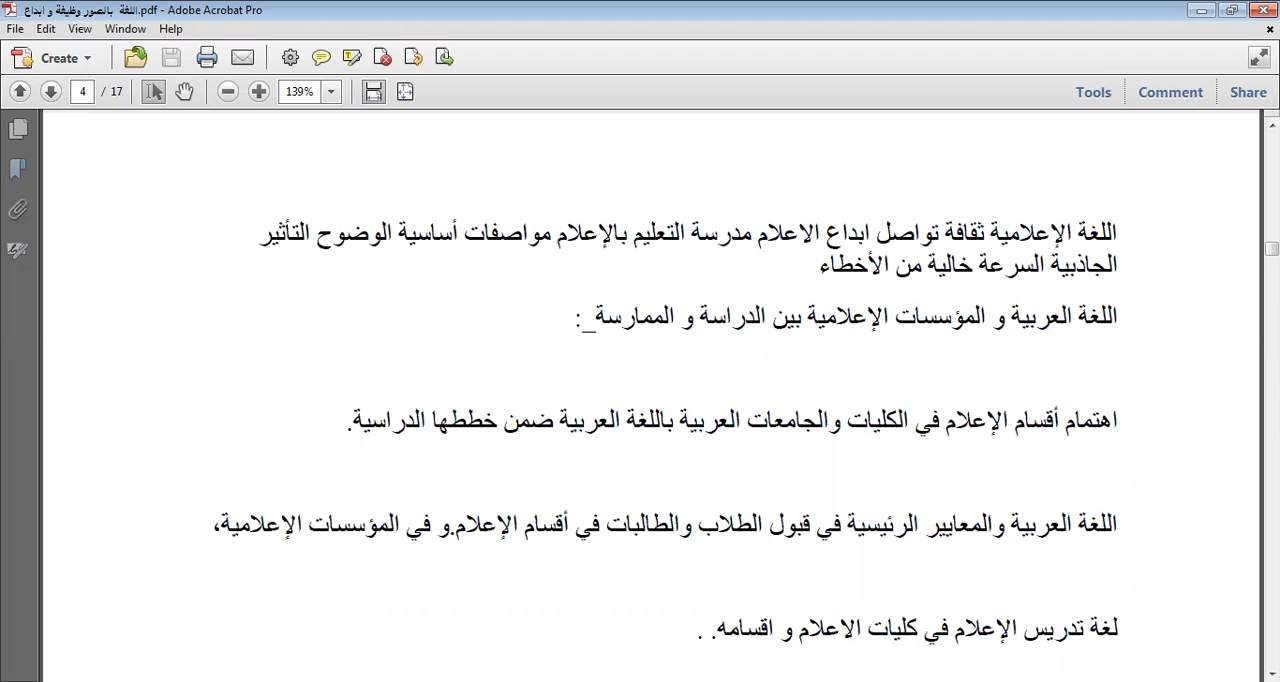 اللغة بالصور وظيفة و ابداع.pdf - Adobe Acrobat Pro
File Edit View Window Help
Create
4 / 17 139% Tools Comment Share
اللغة الإعلامية ثقافة تواصل ابداع الاعلام مدرسة التعليم بالإعلام مواصفات أساسية الوضوح التأثير
الجاذبية السرعة خالية من الأخطاء
اللغة العربية و المؤسسات الإعلامية بين الدراسة و الممارسة_:
اهتمام أقسام الإعلام في الكليات والجامعات العربية باللغة العربية ضمن خططها الدراسية.
اللغة العربية والمعايير الرئيسية في قبول الطلاب والطالبات في أقسام الإعلام.و في المؤسسات الإعلامية،
لغة تدريس الإعلام في كليات الاعلام و اقسامه. .